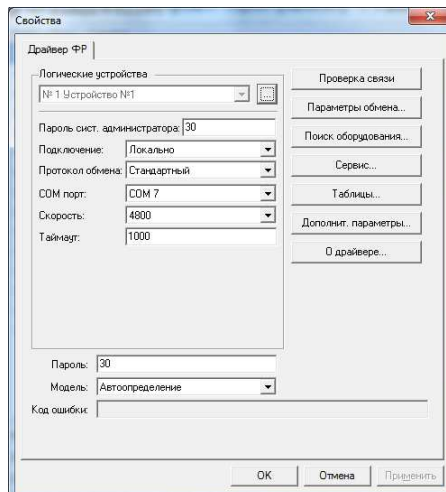 Свойства
Драйвер ФР
Логические устройства
№ 1 Устройство №1
...
Пароль сист. администратора: 30
Подключение: Локально
Протокол обмена: Стандартный
COM порт: COM 7
Скорость: 4800
Таймаут: 1000
Проверка связи
Параметры обмена...
Поиск оборудования...
Сервис...
Таблицы...
Дополнит. параметры...
О драйвере...
Пароль: 30
Модель: Автоопределение
Код ошибки:
OK Отмена Применить